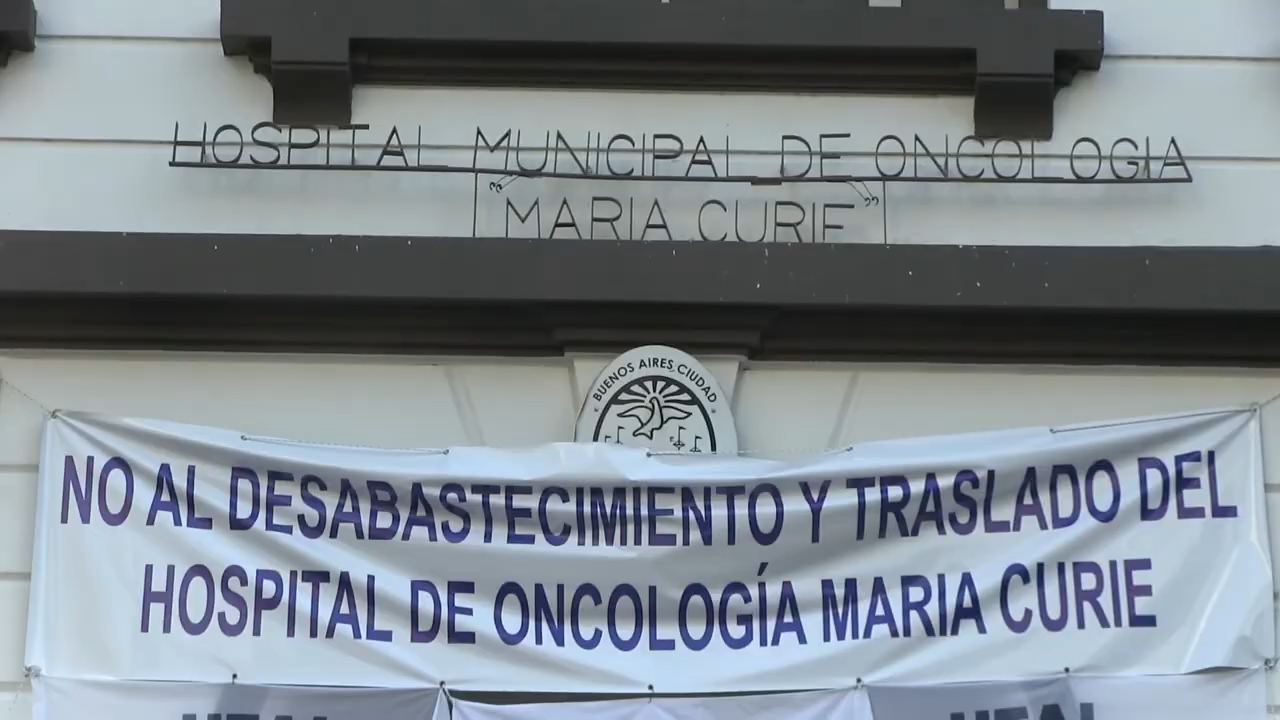 HOSPITAL MUNICIPAL DE ONCOLOGIA
"MARIA CURIE"
BUENOS AIRES CIUDAD
NO AL DESABASTECIMIENTO Y TRASLADO DEL
HOSPITAL DE ONCOLOGÍA MARIA CURIE